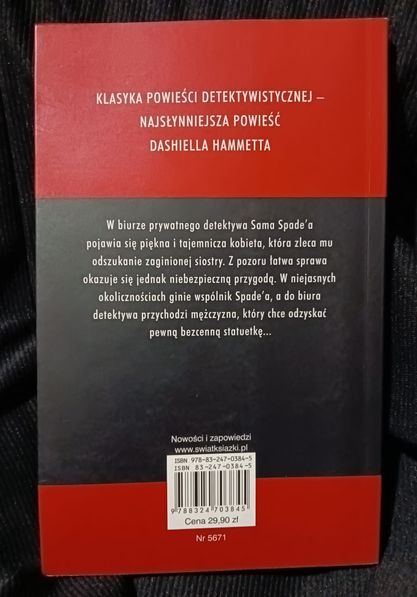 KLASYKA POWIEŚCI DETEKTYWISTYCZNEJ –
NAJSŁYNNIEJSZA POWIEŚĆ
DASHIELLA HAMMETTA
W biurze prywatnego detektywa Sama Spade'a
pojawia się piękna i tajemnicza kobieta, która zleca mu
odszukanie zaginionej siostry. Z pozoru łatwa sprawa
okazuje się jednak niebezpieczną przygodą. W niejasnych
okolicznościach ginie wspólnik Spade'a, a do biura
detektywa przychodzi mężczyzna, który chce odzyskać
pewną bezcenną statuetkę...
Nowości i zapowiedzi
www.swiatksiazki.pl
ISBN 978-83-247-0384-5
ISBN 83-247-0384-5
9 788324 703845
Cena 29,90 zł
Nr 5671